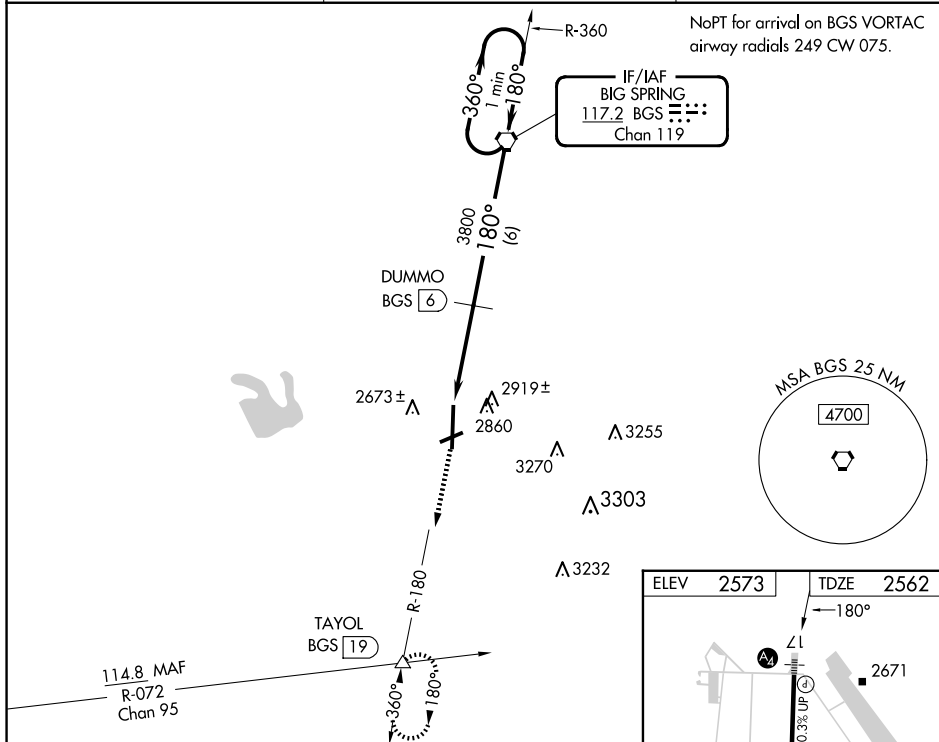 NoPT for arrival on BGS VORTAC
airway radials 249 CW 075.
R-360
360°
1 min
180°
IF/IAF
BIG SPRING
117.2 BGS
Chan 119
3800
180°
(6)
DUMMO
BGS 6
2673±
2919±
2860
3255
3270
3303
3232
MSA BGS 25 NM
4700
R-180
TAYOL
BGS 19
114.8 MAF
R-072
Chan 95
360°
180°
ELEV 2573
TDZE 2562
180°
17
A4
2671
d
0.3% UP